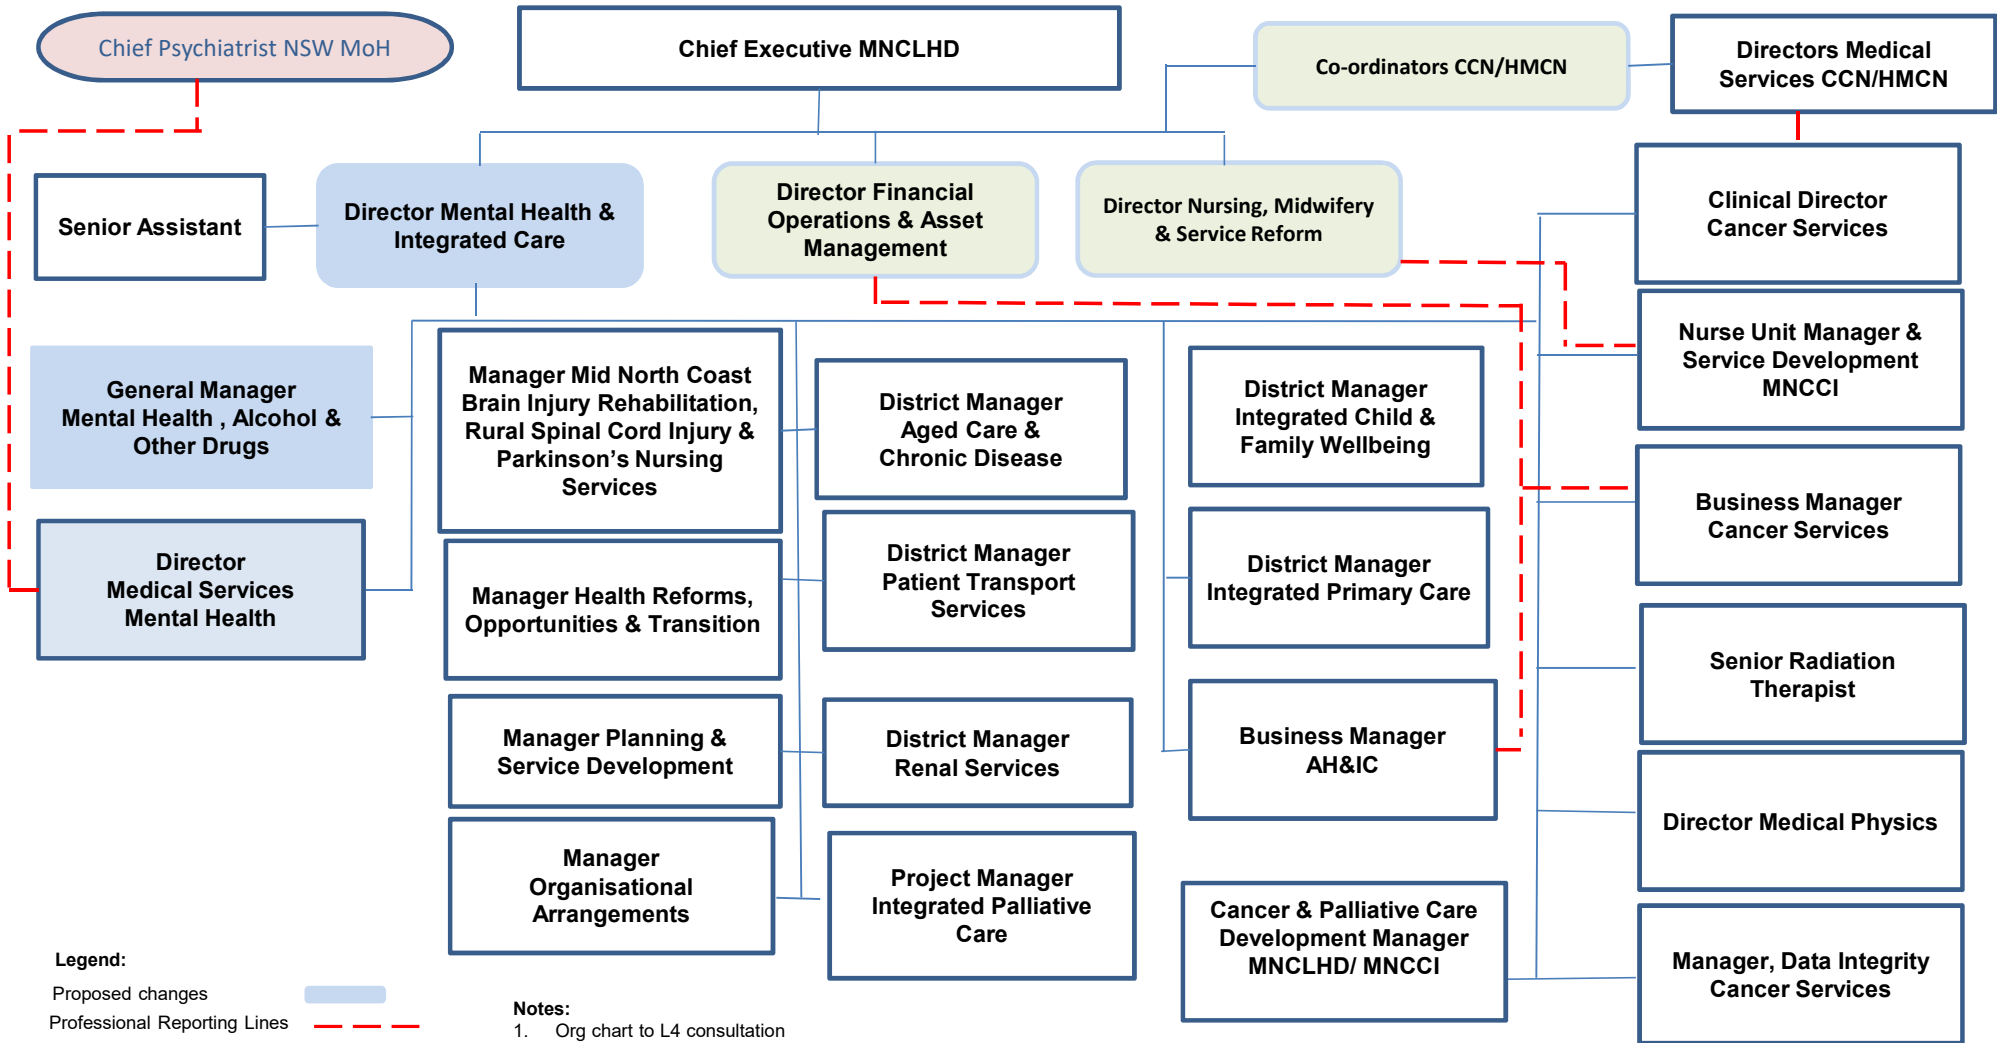 Chief Psychiatrist NSW MoH
Chief Executive MNCLHD
Co-ordinators CCN/HMCN
Directors Medical
Services CCN/HMCN
Senior Assistant
Director Mental Health &
Integrated Care
Director Financial
Operations & Asset
Management
Director Nursing, Midwifery
& Service Reform
Clinical Director
Cancer Services
General Manager
Mental Health , Alcohol &
Other Drugs
Manager Mid North Coast
Brain Injury Rehabilitation,
Rural Spinal Cord Injury &
Parkinson’s Nursing
Services
District Manager
Aged Care &
Chronic Disease
District Manager
Integrated Child &
Family Wellbeing
Nurse Unit Manager &
Service Development
MNCCI
Director
Medical Services
Mental Health
Manager Health Reforms,
Opportunities & Transition
District Manager
Patient Transport
Services
District Manager
Integrated Primary Care
Business Manager
Cancer Services
Manager Planning &
Service Development
District Manager
Renal Services
Business Manager
AH&IC
Senior Radiation
Therapist
Manager
Organisational
Arrangements
Project Manager
Integrated Palliative
Care
Cancer & Palliative Care
Development Manager
MNCLHD/ MNCCI
Director Medical Physics
Manager, Data Integrity
Cancer Services
Legend:
Proposed changes
Professional Reporting Lines
Notes:
1. Org chart to L4 consultation